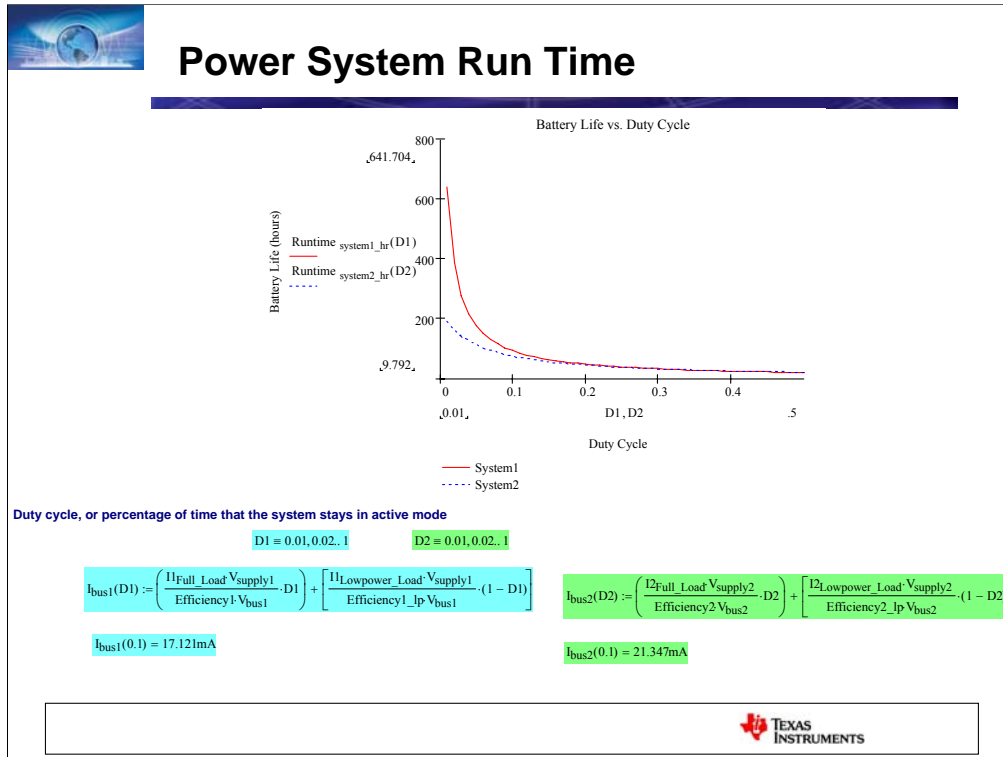 Power System Run Time
Battery Life vs. Duty Cycle
800
641.704
600
400
200
9.792
Battery Life (hours)
Runtime system1_hr(D1)
Runtime system2_hr(D2)
0 0.1 0.2 0.3 0.4
0.01 D1, D2 .5
Duty Cycle
System1
System2
Duty cycle, or percentage of time that the system stays in active mode
D1 ≡ 0.01, 0.02.. 1 D2 ≡ 0.01, 0.02.. 1
Ibus1(D1) := (I1Full_Load·Vsupply1 / Efficiency1·Vbus1 ·D1) + [I1Lowpower_Load·Vsupply1 / Efficiency1_lp·Vbus1 ·(1 − D1)]
Ibus2(D2) := (I2Full_Load·Vsupply2 / Efficiency2·Vbus2 ·D2) + [I2Lowpower_Load·Vsupply2 / Efficiency2_lp·Vbus2 ·(1 − D2
Ibus1(0.1) = 17.121mA
Ibus2(0.1) = 21.347mA
TEXAS
INSTRUMENTS